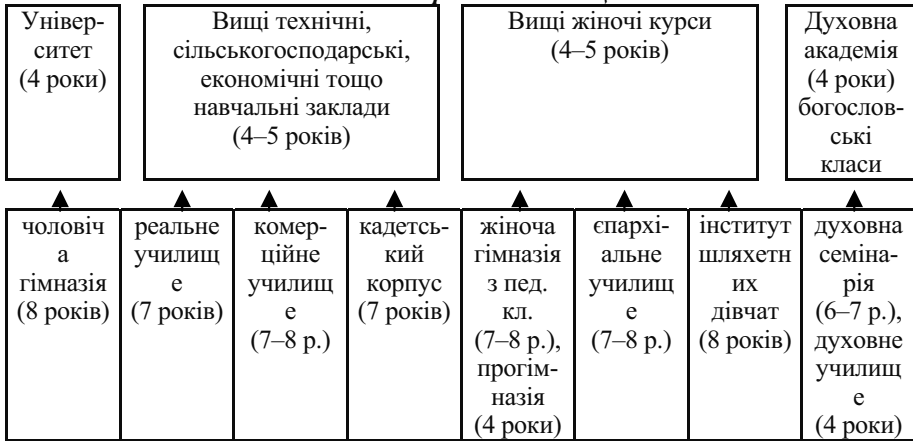 Універ-
ситет
(4 роки)
Вищі технічні,
сільськогосподарські,
економічні тощо
навчальні заклади
(4–5 років)
Вищі жіночі курси
(4–5 років)
Духовна
академія
(4 роки)
богослов-
ські
класи
чоловіч
а
гімназія
(8 років)
реальне
училищ
е
(7 років)
комер-
ційне
училищ
е
(7–8 р.)
кадетсь-
кий
корпус
(7 років)
жіноча
гімназія
з пед.
кл.
(7–8 р.),
прогім-
назія
(4 роки)
єпархі-
альне
училищ
е
(7–8 р.)
інститут
шляхетн
их
дівчат
(8 років)
духовна
семіна-
рія
(6–7 р.),
духовне
училищ
е
(4 роки)